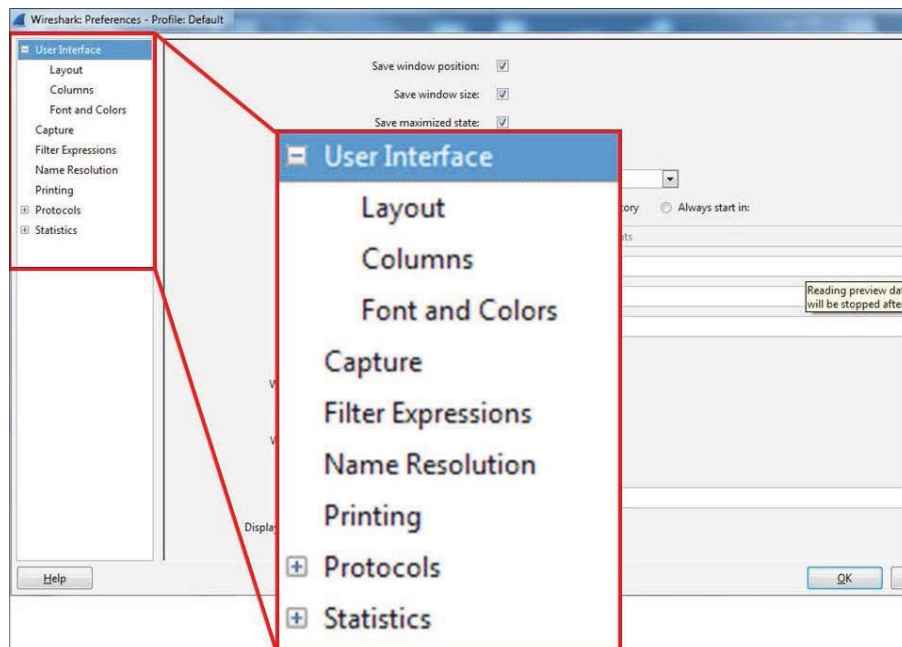 Wireshark: Preferences - Profile: Default
User Interface
Layout
Columns
Font and Colors
Capture
Filter Expressions
Name Resolution
Printing
Protocols
Statistics
Save window position:
Save window size:
Save maximized state:
Always start in:
Reading preview dat
will be stopped after
User Interface
Layout
Columns
Font and Colors
Capture
Filter Expressions
Name Resolution
Printing
Protocols
Statistics
Displa
Help
OK